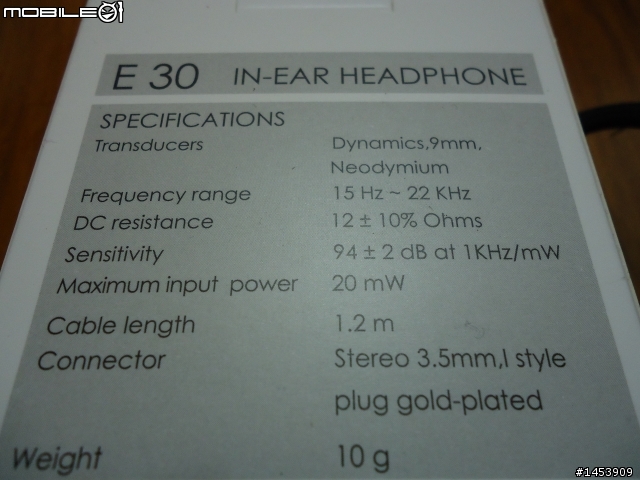 MOBILE01
E 30 IN-EAR HEADPHONE
SPECIFICATIONS
Transducers Dynamics,9mm,
Neodymium
Frequency range 15 Hz ~ 22 KHz
DC resistance 12 ± 10% Ohms
Sensitivity 94 ± 2 dB at 1KHz/mW
Maximum input power 20 mW
Cable length 1.2 m
Connector Stereo 3.5mm,I style
plug gold-plated
Weight 10 g
#1453909